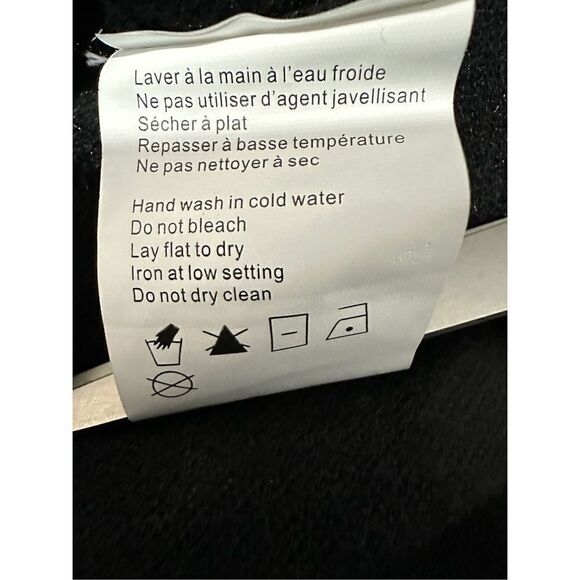 Laver à la main à l'eau froide
Ne pas utiliser d'agent javellisant
Sécher à plat
Repasser à basse température
Ne pas nettoyer à sec
Hand wash in cold water
Do not bleach
Lay flat to dry
Iron at low setting
Do not dry clean